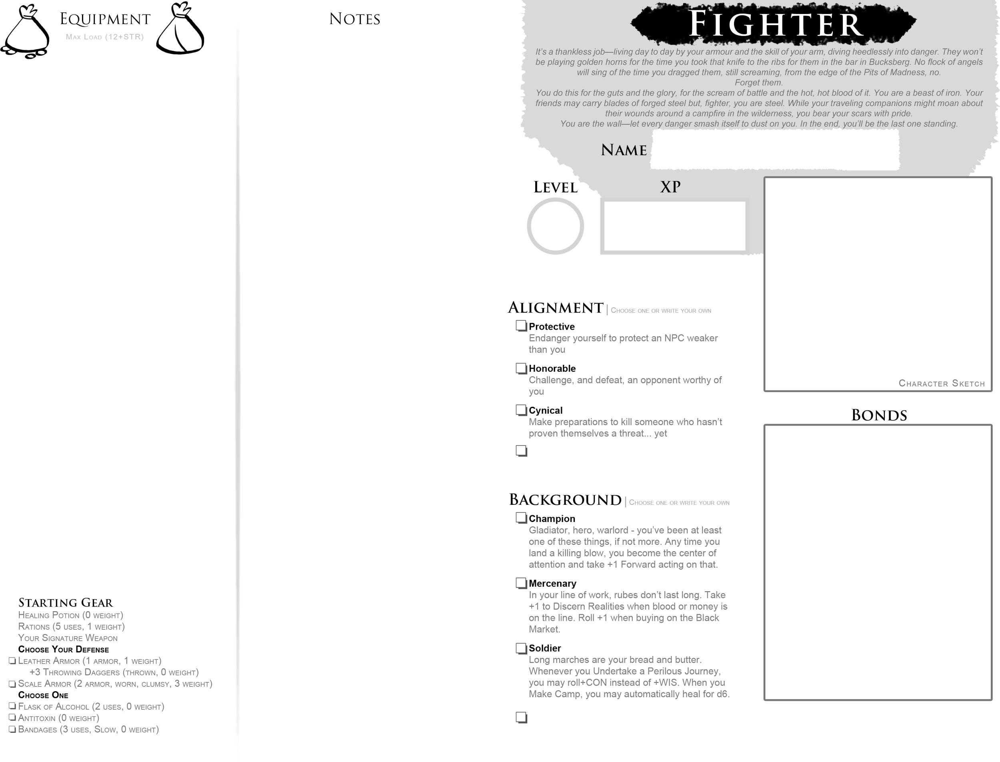 Equipment
Max Load (12+STR)
Starting Gear
Healing Potion (0 weight)
Rations (5 uses, 1 weight)
Your Signature Weapon
Choose Your Defense
Leather Armor (1 armor, 1 weight)
+3 Throwing Daggers (thrown, 0 weight)
Scale Armor (2 armor, worn, clumsy, 3 weight)
Choose One
Flask of Alcohol (2 uses, 0 weight)
Antitoxin (0 weight)
Bandages (3 uses, Slow, 0 weight)
Notes
Fighter
It’s a thankless job—living day to day by your armour and the skill of your arm, diving heedlessly into danger. They won’t
be playing golden horns for the time you took that knife to the ribs for them in the bar in Bucksberg. No flock of angels
will sing of the time you dragged them, still screaming, from the edge of the Pits of Madness, no.
Forget them.
You do this for the guts and the glory, for the scream of battle and the hot, hot blood of it. You are a beast of iron. Your
friends may carry blades of forged steel but, fighter, you are steel. While your traveling companions might moan about
their wounds around a campfire in the wilderness, you bear your scars with pride.
You are the wall—let every danger smash itself to dust on you. In the end, you’ll be the last one standing.
Name
Level
XP
Alignment | Choose one or write your own
Protective
Endanger yourself to protect an NPC weaker
than you
Honorable
Challenge, and defeat, an opponent worthy of
you
Cynical
Make preparations to kill someone who hasn’t
proven themselves a threat... yet
Background | Choose one or write your own
Champion
Gladiator, hero, warlord - you’ve been at least
one of these things, if not more. Any time you
land a killing blow, you become the center of
attention and take +1 Forward acting on that.
Mercenary
In your line of work, rubes don’t last long. Take
+1 to Discern Realities when blood or money is
on the line. Roll +1 when buying on the Black
Market.
Soldier
Long marches are your bread and butter.
Whenever you Undertake a Perilous Journey,
you may roll+CON instead of +WIS. When you
Make Camp, you may automatically heal for d6.
Character Sketch
Bonds